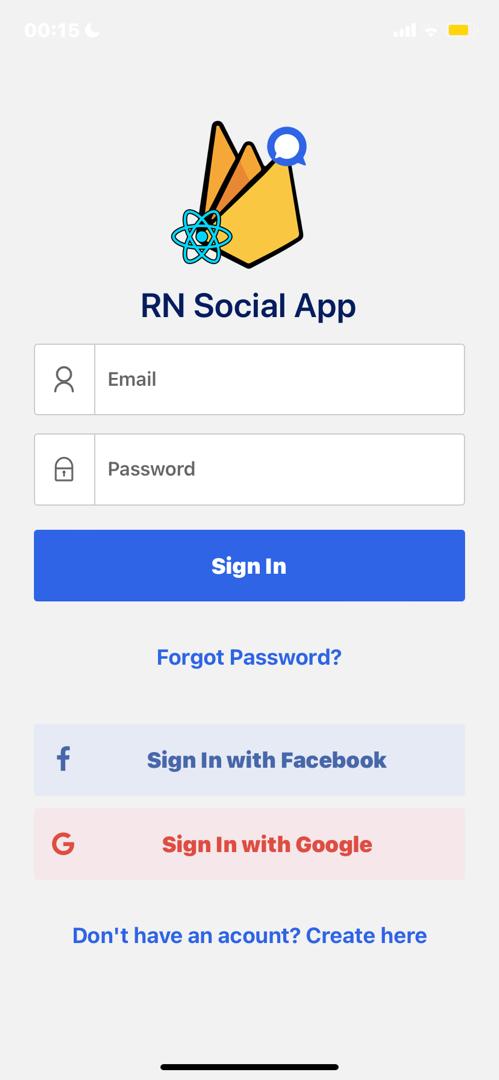 00:15
RN Social App
Email
Password
Sign In
Forgot Password?
Sign In with Facebook
Sign In with Google
Don't have an acount? Create here